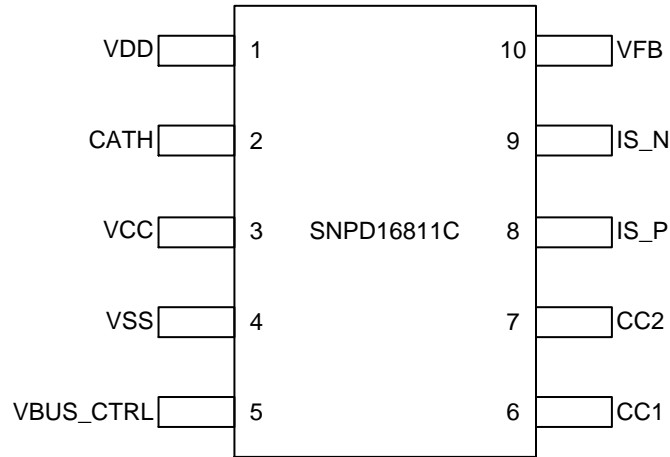 VDD 1 10 VFB
CATH 2 9 IS_N
VCC 3 SNPD16811C 8 IS_P
VSS 4 7 CC2
VBUS_CTRL 5 6 CC1